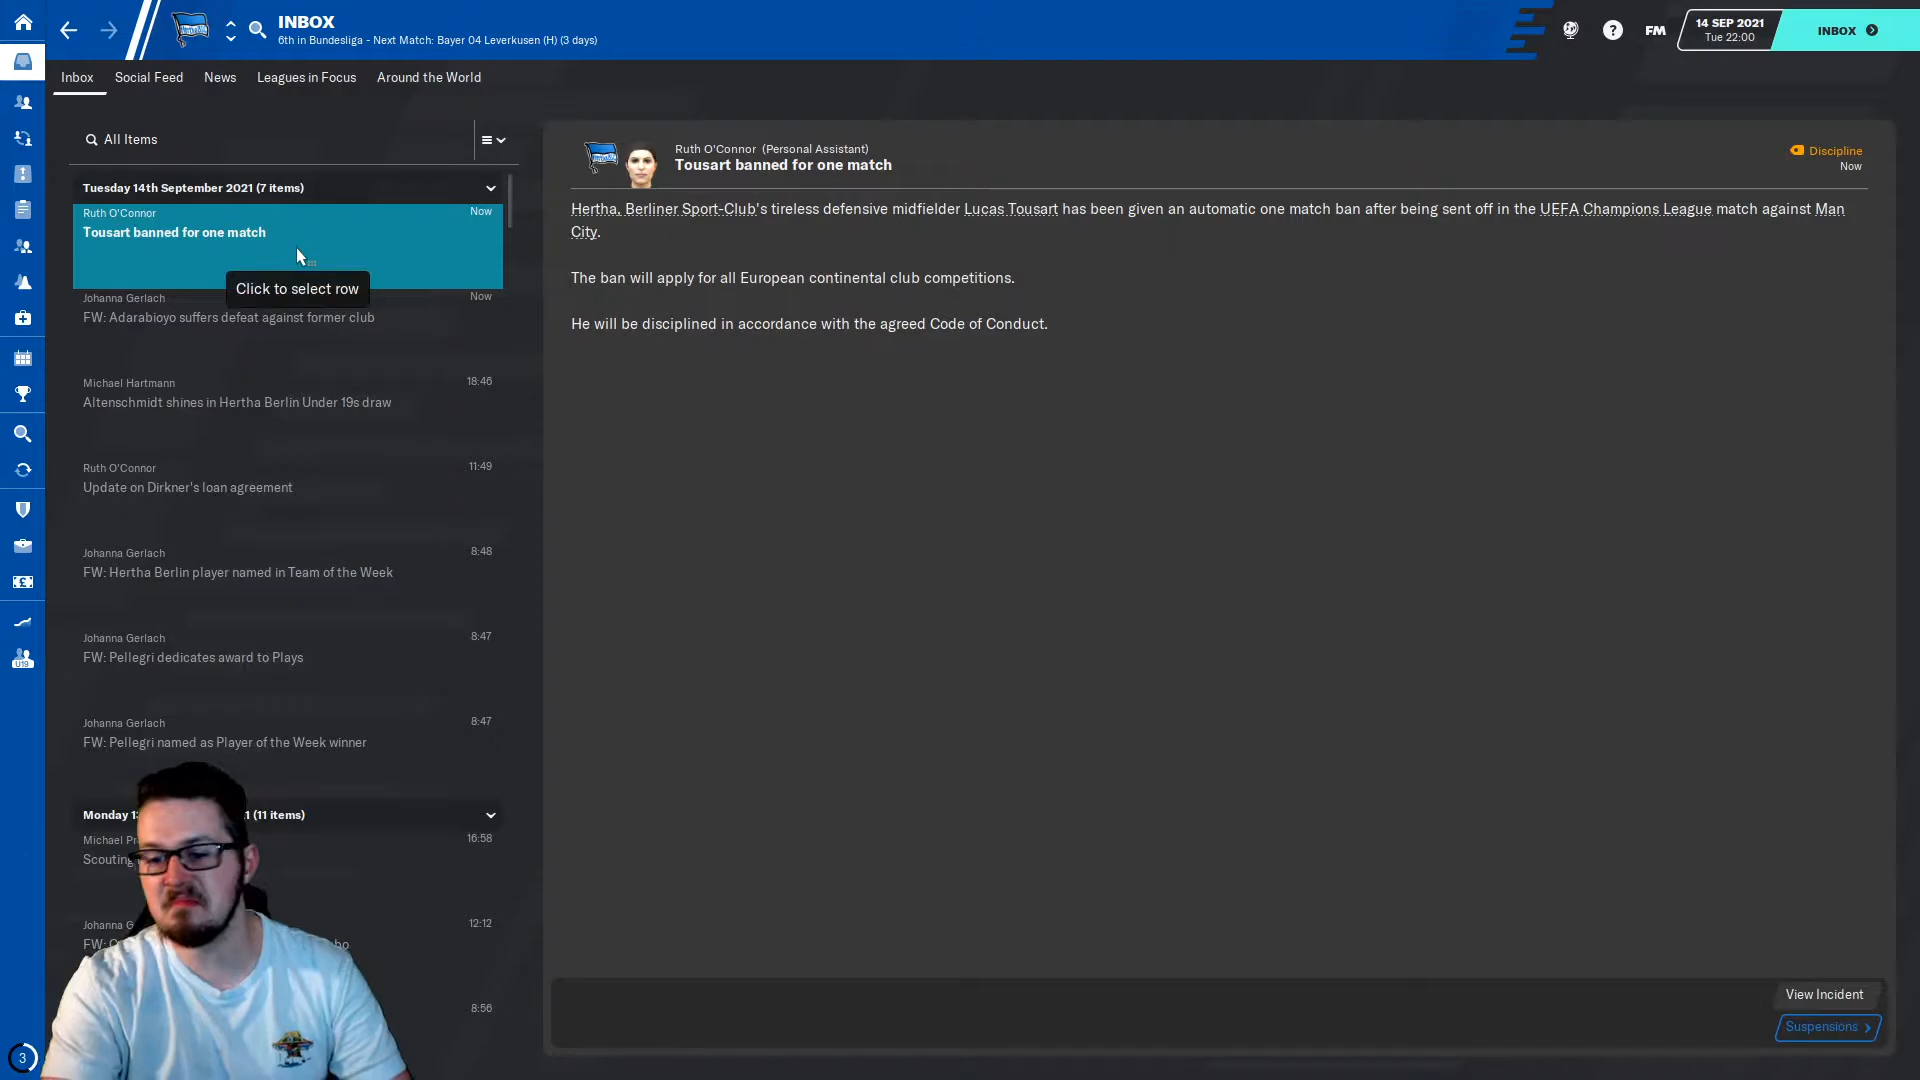 INBOX
6th in Bundesliga - Next Match: Bayer 04 Leverkusen (H) (3 days)
FM
14 SEP 2021
Tue 22:00
INBOX
Inbox
Social Feed
News
Leagues in Focus
Around the World
All Items
Tuesday 14th September 2021 (7 items)
Ruth O'Connor
Now
Tousart banned for one match
Click to select row
Johanna Gerlach
Now
FW: Adarabioyo suffers defeat against former club
Michael Hartmann
18:46
Altenschmidt shines in Hertha Berlin Under 19s draw
Ruth O'Connor
11:49
Update on Dirkner's loan agreement
Johanna Gerlach
8:48
FW: Hertha Berlin player named in Team of the Week
Johanna Gerlach
8:47
FW: Pellegri dedicates award to Plays
Johanna Gerlach
8:47
FW: Pellegri named as Player of the Week winner
Monday
(11 items)
Michael
16:58
Scouting
Johanna
12:12
FW:
8:56
Ruth O'Connor (Personal Assistant)
Tousart banned for one match
Discipline
Now
Hertha, Berliner Sport-Club's tireless defensive midfielder Lucas Tousart has been given an automatic one match ban after being sent off in the UEFA Champions League match against Man
City.
The ban will apply for all European continental club competitions.
He will be disciplined in accordance with the agreed Code of Conduct.
View Incident
Suspensions
U19
3